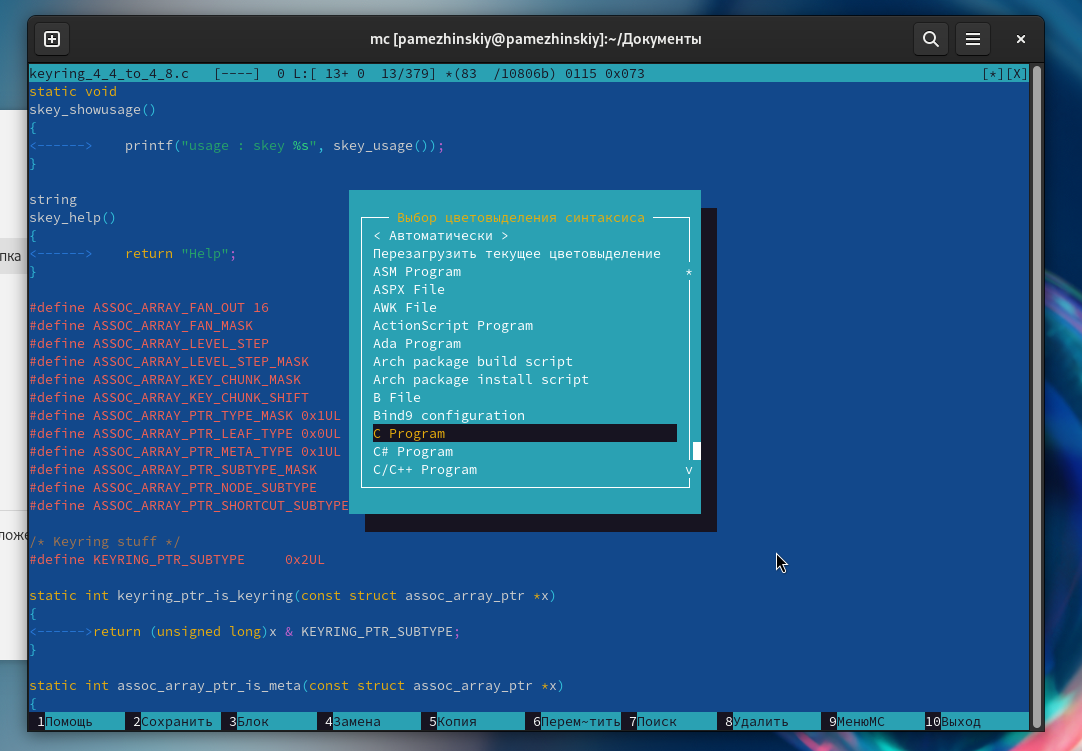 mc [pamezhinskiy@pamezhinskiy]:~/Документы
keyring_4_4_to_4_8.c   [----]  0 L:[ 13+ 0  13/379] *(83  /10806b) 0115 0x073   [*][X]
static void
skey_showusage()
{
<------>    printf("usage : skey %s", skey_usage());
}
string
skey_help()
{
<------>    return "Help";
}
#define ASSOC_ARRAY_FAN_OUT 16
#define ASSOC_ARRAY_FAN_MASK
#define ASSOC_ARRAY_LEVEL_STEP
#define ASSOC_ARRAY_LEVEL_STEP_MASK
#define ASSOC_ARRAY_KEY_CHUNK_MASK
#define ASSOC_ARRAY_KEY_CHUNK_SHIFT
#define ASSOC_ARRAY_PTR_TYPE_MASK 0x1UL
#define ASSOC_ARRAY_PTR_LEAF_TYPE 0x0UL
#define ASSOC_ARRAY_PTR_META_TYPE 0x1UL
#define ASSOC_ARRAY_PTR_SUBTYPE_MASK
#define ASSOC_ARRAY_PTR_NODE_SUBTYPE
#define ASSOC_ARRAY_PTR_SHORTCUT_SUBTYPE
/* Keyring stuff */
#define KEYRING_PTR_SUBTYPE     0x2UL
static int keyring_ptr_is_keyring(const struct assoc_array_ptr *x)
{
<------>return (unsigned long)x & KEYRING_PTR_SUBTYPE;
}
static int assoc_array_ptr_is_meta(const struct assoc_array_ptr *x)
{
Выбор цветовыделения синтаксиса
< Автоматически >
Перезагрузить текущее цветовыделение
ASM Program
ASPX File
AWK File
ActionScript Program
Ada Program
Arch package build script
Arch package install script
B File
Bind9 configuration
C Program
C# Program
C/C++ Program
1Помощь 2Сохранить 3Блок 4Замена 5Копия 6Перем~тить 7Поиск 8Удалить 9МенюMC 10Выход
пка
ложе